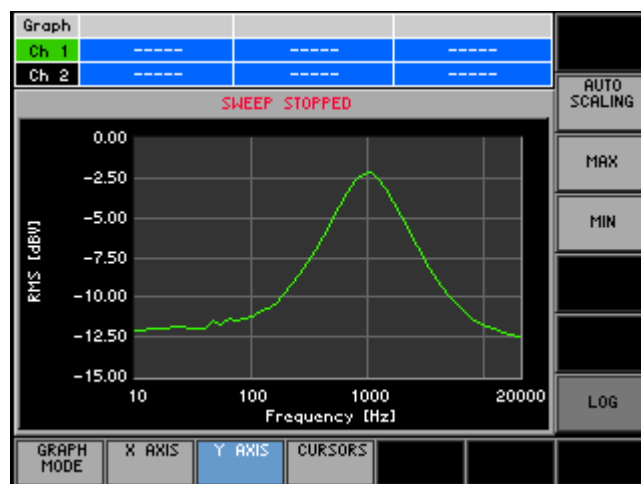 Graph
Ch 1 ----- ----- -----
Ch 2 ----- ----- -----
SWEEP STOPPED
AUTO
SCALING
MAX
MIN
LOG
RMS [dBV]
0.00
-2.50
-5.00
-7.50
-10.00
-12.50
-15.00
10 100 1000 20000
Frequency [Hz]
GRAPH
MODE
X AXIS
Y AXIS
CURSORS